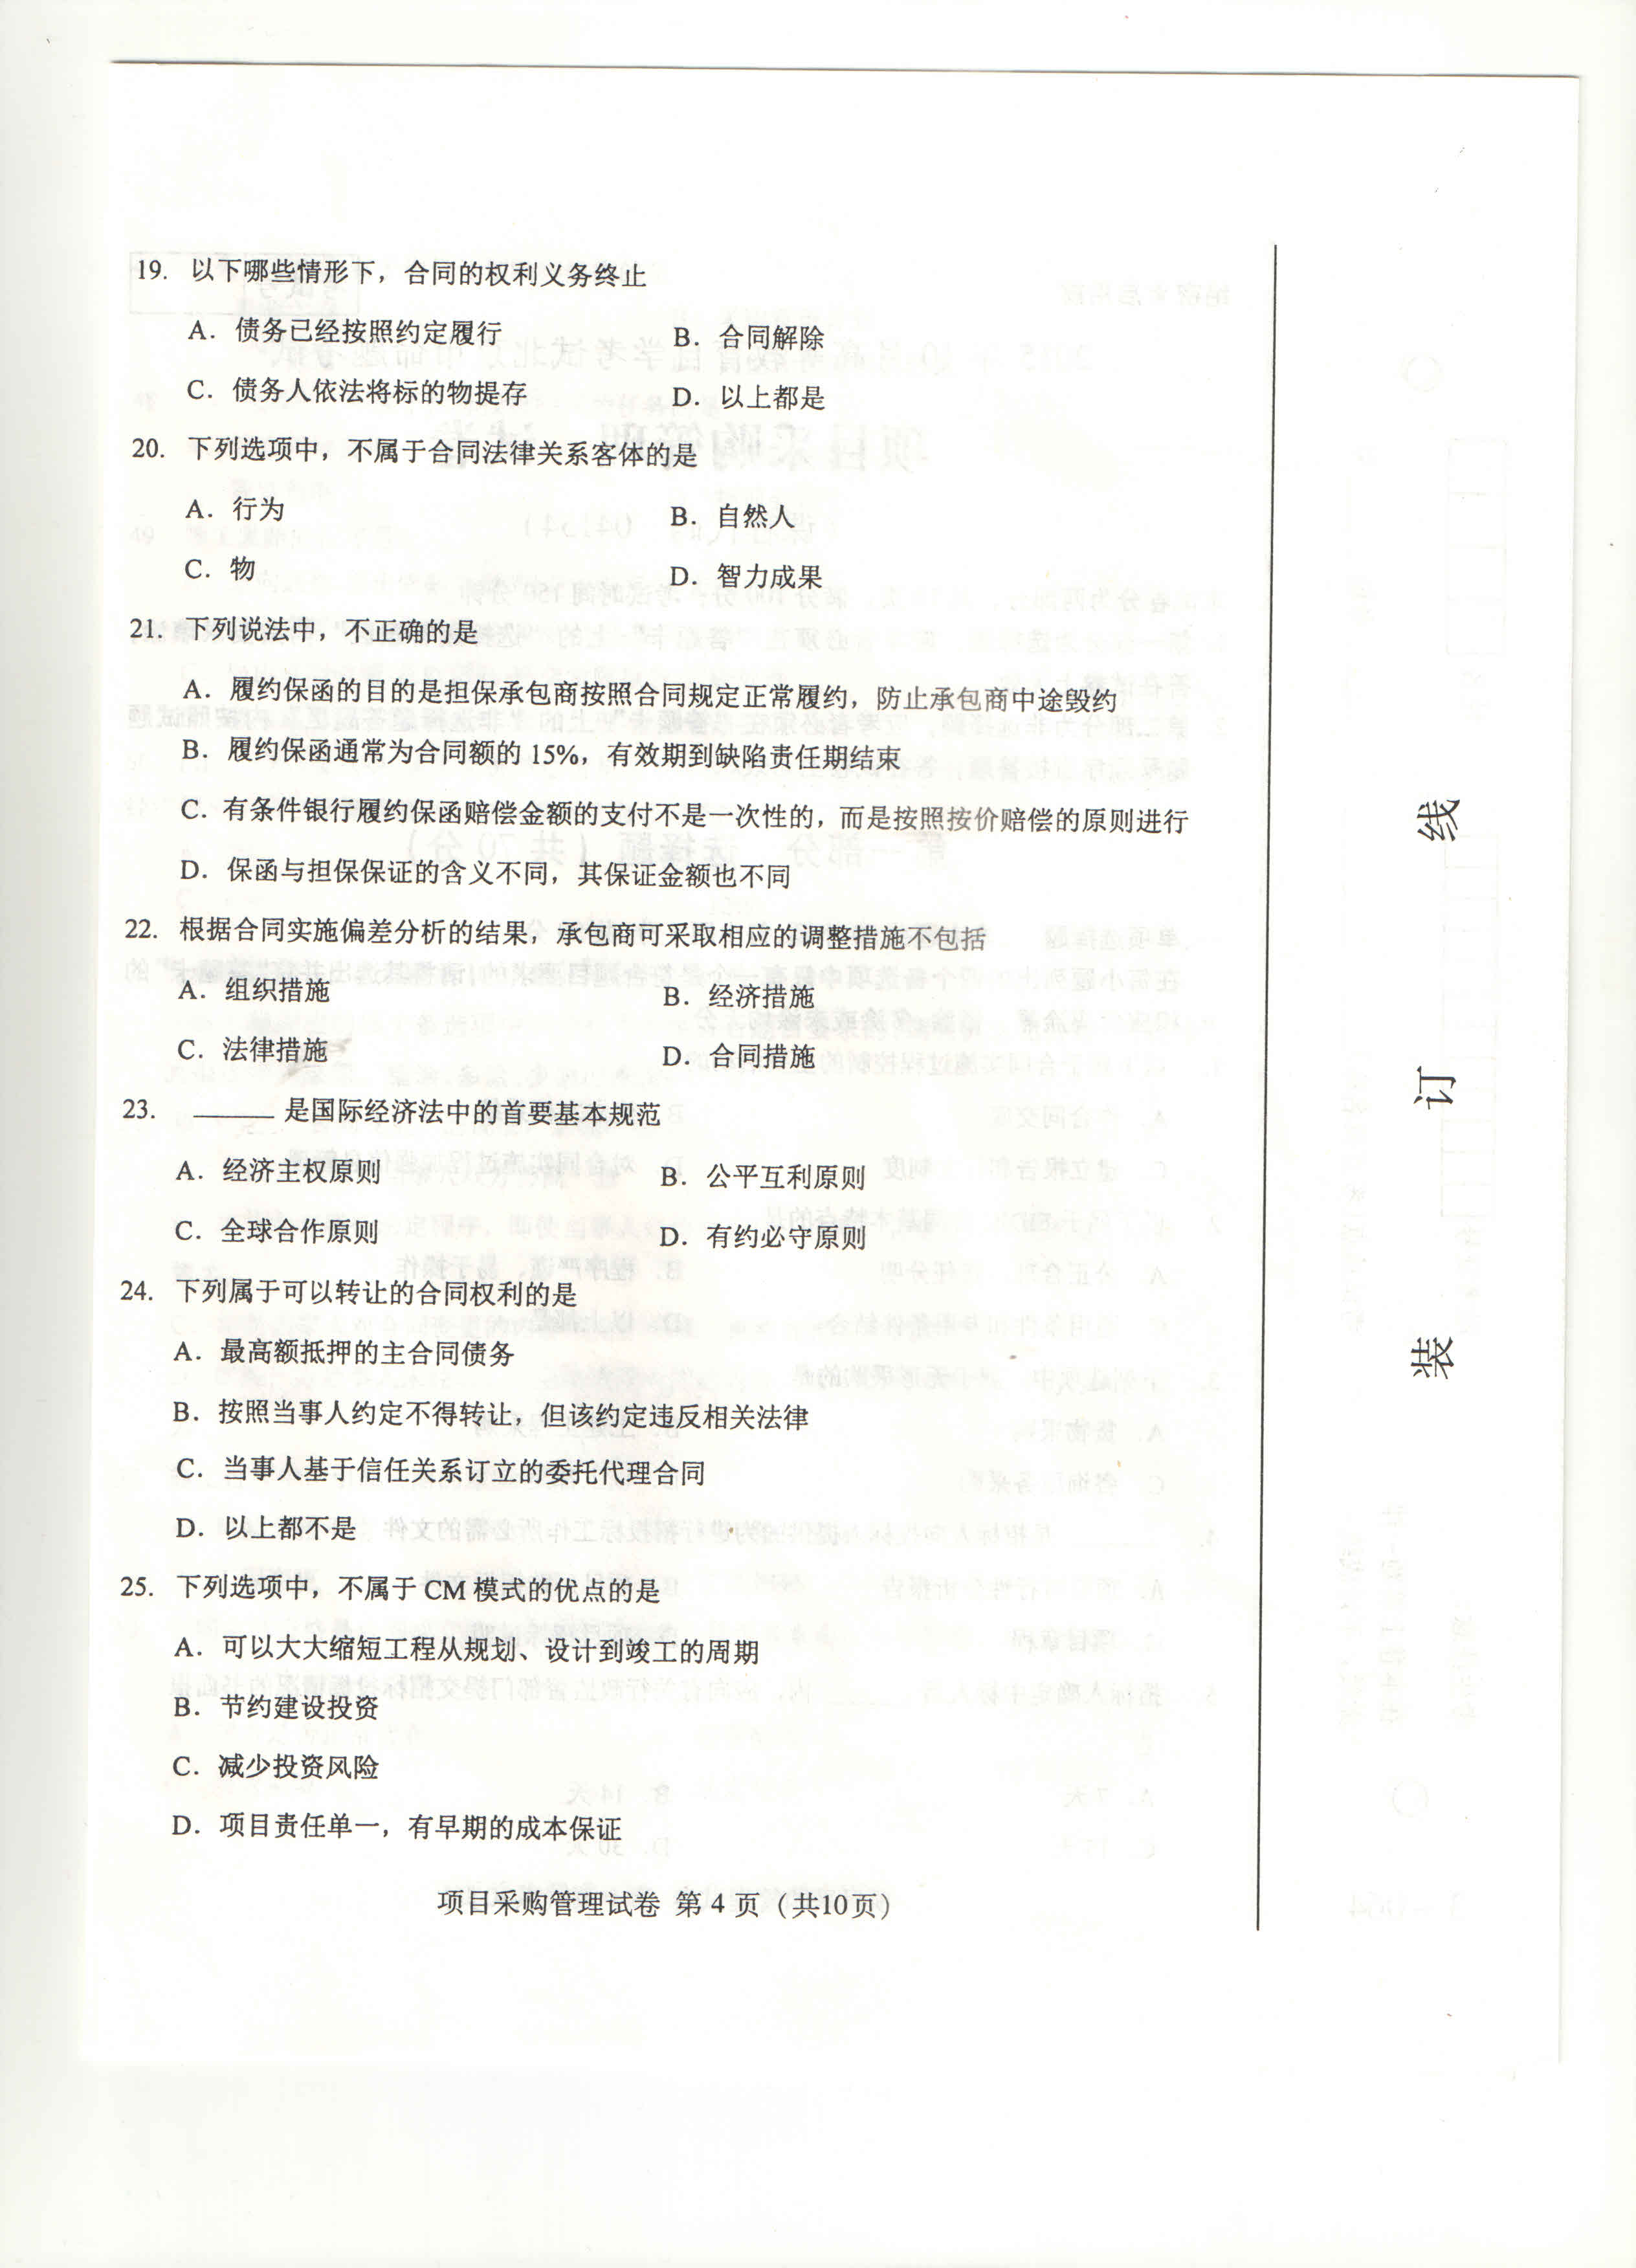 19. 以下哪些情形下，合同的权利义务终止
A. 债务已经按照约定履行 B. 合同解除
C. 债务人依法将标的物提存 D. 以上都是
20. 下列选项中，不属于合同法律关系客体的是
A. 行为 B. 自然人
C. 物 D. 智力成果
21. 下列说法中，不正确的是
A. 履约保函的目的是担保承包商按照合同规定正常履约，防止承包商中途毁约
B. 履约保函通常为合同额的 15%，有效期到缺陷责任期结束
C. 有条件银行履约保函赔偿金额的支付不是一次性的，而是按照按价赔偿的原则进行
D. 保函与担保保证的含义不同，其保证金额也不同
22. 根据合同实施偏差分析的结果，承包商可采取相应的调整措施不包括
A. 组织措施 B. 经济措施
C. 法律措施 D. 合同措施
23. ______ 是国际经济法中的首要基本规范
A. 经济主权原则 B. 公平互利原则
C. 全球合作原则 D. 有约必守原则
24. 下列属于可以转让的合同权利的是
A. 最高额抵押的主合同债务
B. 按照当事人约定不得转让，但该约定违反相关法律
C. 当事人基于信任关系订立的委托代理合同
D. 以上都不是
25. 下列选项中，不属于 CM 模式的优点的是
A. 可以大大缩短工程从规划、设计到竣工的周期
B. 节约建设投资
C. 减少投资风险
D. 项目责任单一，有早期的成本保证
项目采购管理试卷 第 4 页（共10页）
装 订 线